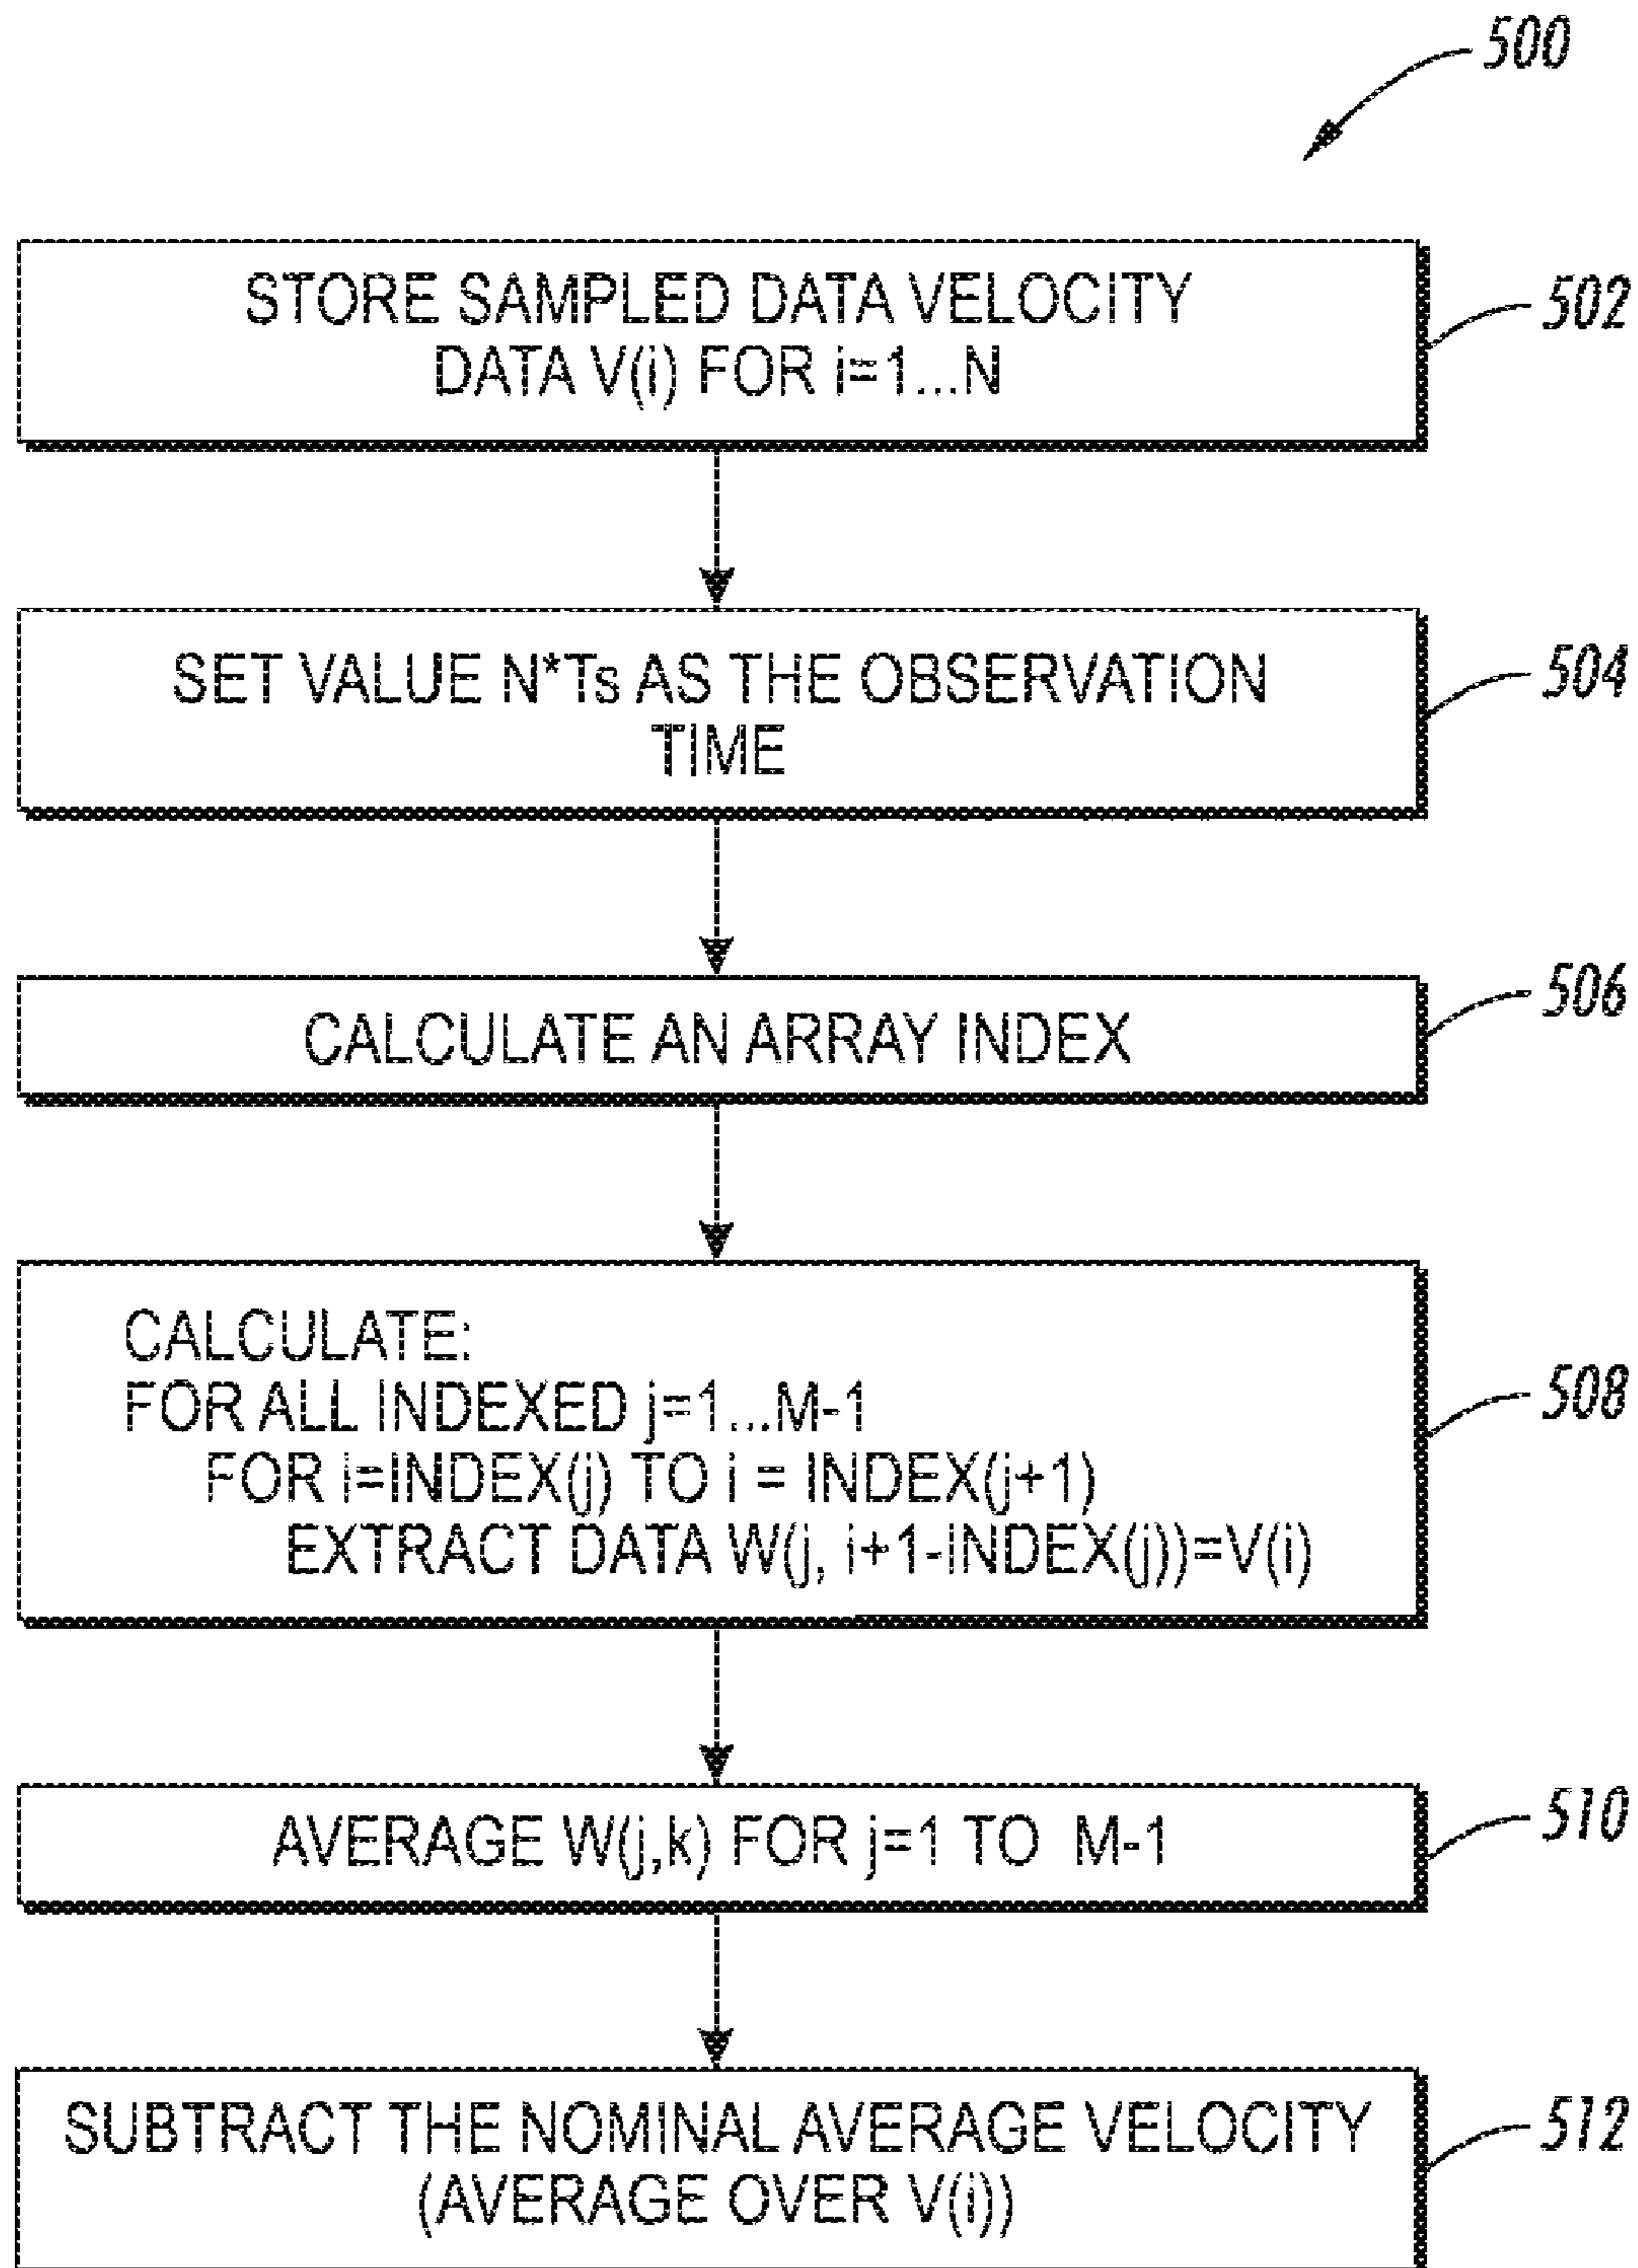 500
STORE SAMPLED DATA VELOCITY
DATA V(i) FOR i=1...N
502
SET VALUE N*Ts AS THE OBSERVATION
TIME
504
CALCULATE AN ARRAY INDEX
506
CALCULATE:
FOR ALL INDEXED j=1...M-1
FOR i=INDEX(j) TO i = INDEX(j+1)
EXTRACT DATA W(j, i+1-INDEX(j))=V(i)
508
AVERAGE W(j,k) FOR j=1 TO M-1
510
SUBTRACT THE NOMINAL AVERAGE VELOCITY
(AVERAGE OVER V(i))
512